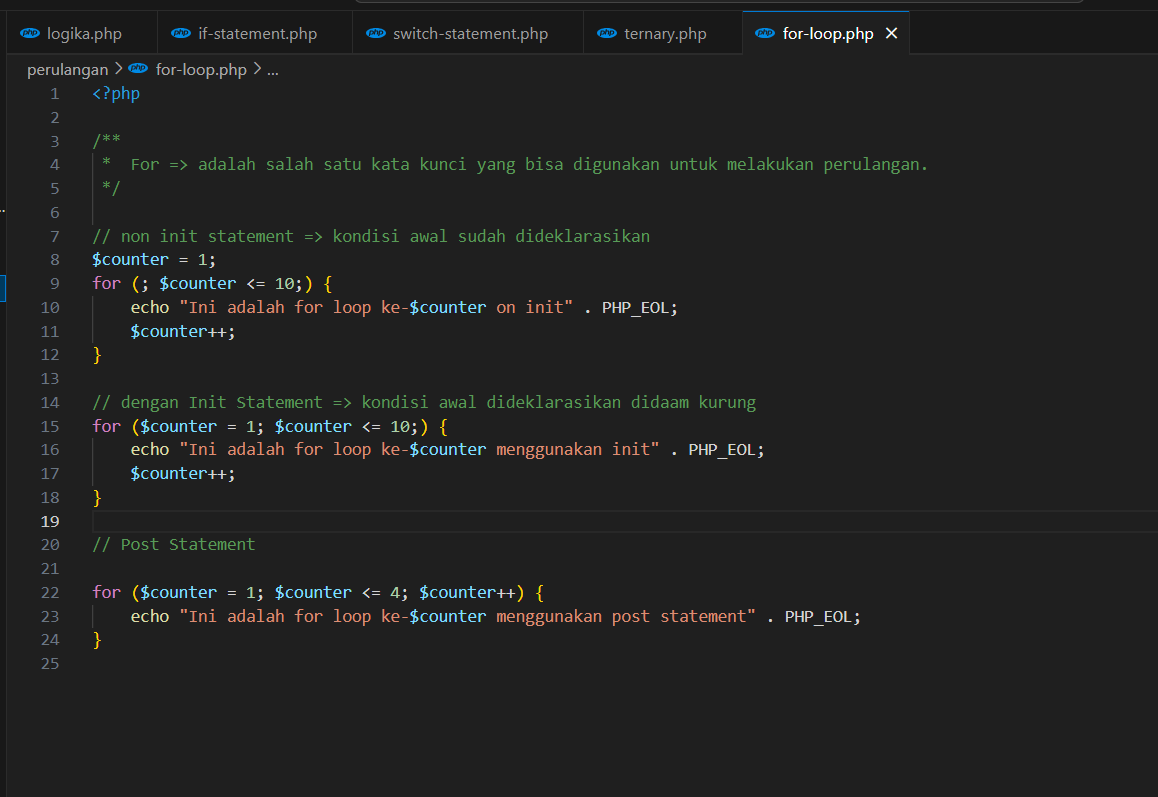 logika.php if-statement.php switch-statement.php ternary.php for-loop.php
perulangan > for-loop.php > ...
1 <?php
2
3 /**
4 * For => adalah salah satu kata kunci yang bisa digunakan untuk melakukan perulangan.
5 */
6
7 // non init statement => kondisi awal sudah dideklarasikan
8 $counter = 1;
9 for (; $counter <= 10;) {
10 echo "Ini adalah for loop ke-$counter on init" . PHP_EOL;
11 $counter++;
12 }
13
14 // dengan Init Statement => kondisi awal dideklarasikan didaam kurung
15 for ($counter = 1; $counter <= 10;) {
16 echo "Ini adalah for loop ke-$counter menggunakan init" . PHP_EOL;
17 $counter++;
18 }
19
20 // Post Statement
21
22 for ($counter = 1; $counter <= 4; $counter++) {
23 echo "Ini adalah for loop ke-$counter menggunakan post statement" . PHP_EOL;
24 }
25